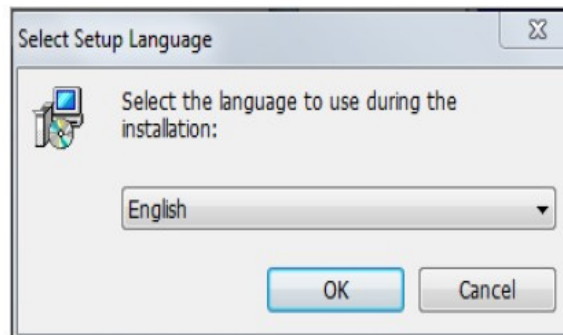 Select Setup Language
Select the language to use during the
installation:
English
OK
Cancel